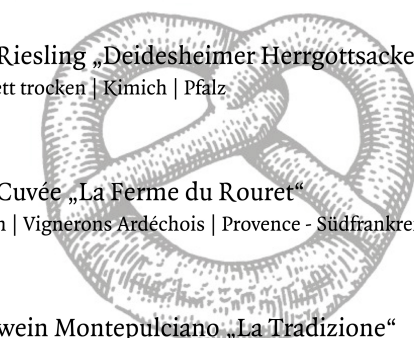 Riesling „Deidesheimer Herrgottsacke
ett trocken | Kimich | Pfalz
Cuvée „La Ferme du Rouret“
n | Vignerons Ardéchois | Provence - Südfrankre
wein Montepulciano „La Tradizione“